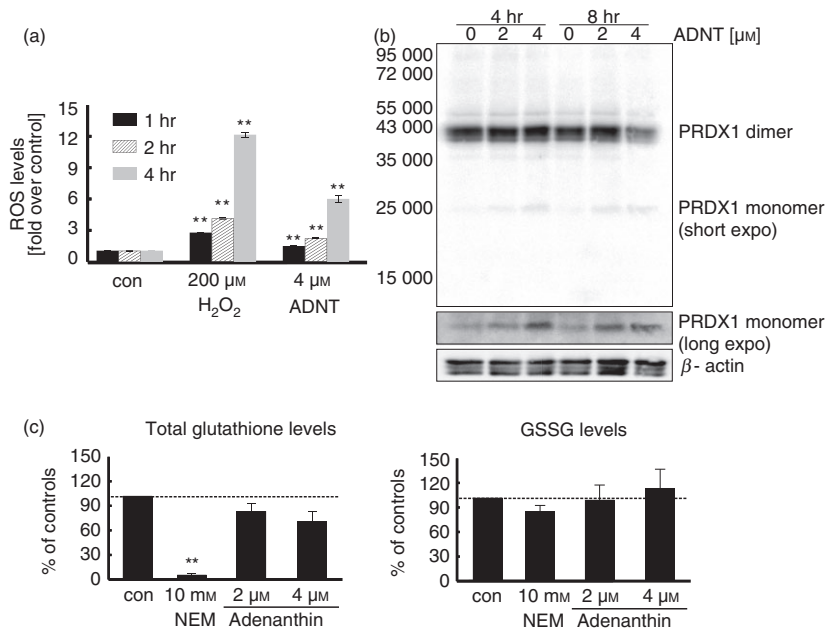 (a)
ROS levels
[fold over control]
15
12
9
6
3
0
1 hr
2 hr
4 hr
**
**
**
**
**
**
con
200 μM
H2O2
4 μM
ADNT
(b)
4 hr 8 hr
0 2 4 0 2 4 ADNT [μM]
95 000
72 000
55 000
43 000
35 000
25 000
15 000
PRDX1 dimer
PRDX1 monomer
(short expo)
PRDX1 monomer
(long expo)
β- actin
(c)
Total glutathione levels
% of controls
150
120
90
60
30
0
**
con 10 mM 2 μM 4 μM
NEM Adenanthin
GSSG levels
% of controls
150
120
90
60
30
0
con 10 mM 2 μM 4 μM
NEM Adenanthin